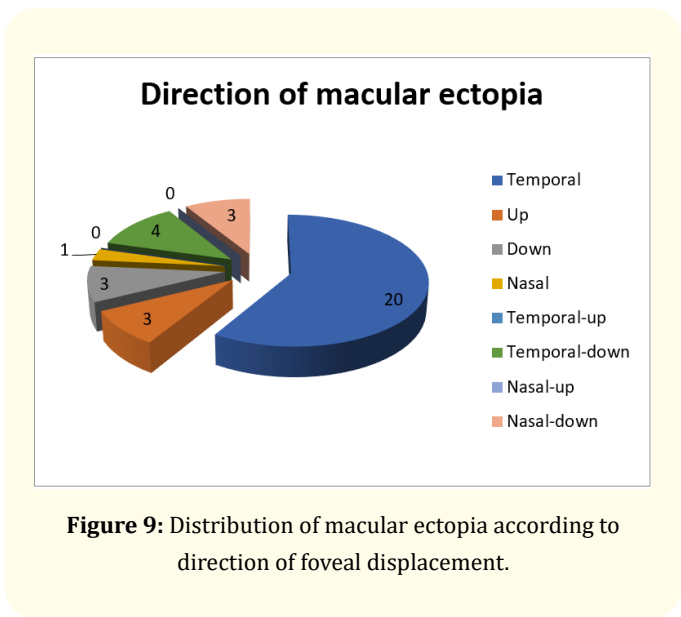 Direction of macular ectopia
0
3
4
0
1
3
3
20
Temporal
Up
Down
Nasal
Temporal-up
Temporal-down
Nasal-up
Nasal-down
Figure 9: Distribution of macular ectopia according to
direction of foveal displacement.